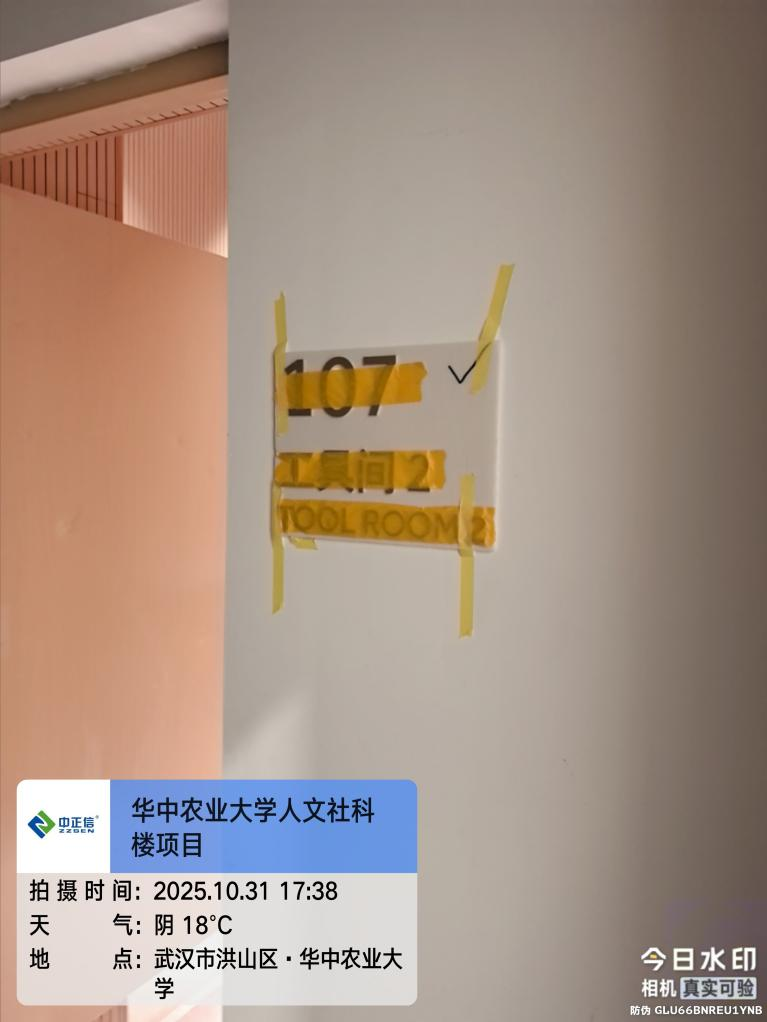 107
工具间 2
TOOL ROOM 2
中正信®
ZZSEN
华中农业大学人文社科
楼项目
拍摄时间: 2025.10.31 17:38
天气: 阴 18°C
地点: 武汉市洪山区·华中农业大
学
今日水印
相机 真实可验
防伪 GLU66BNREU1YNB